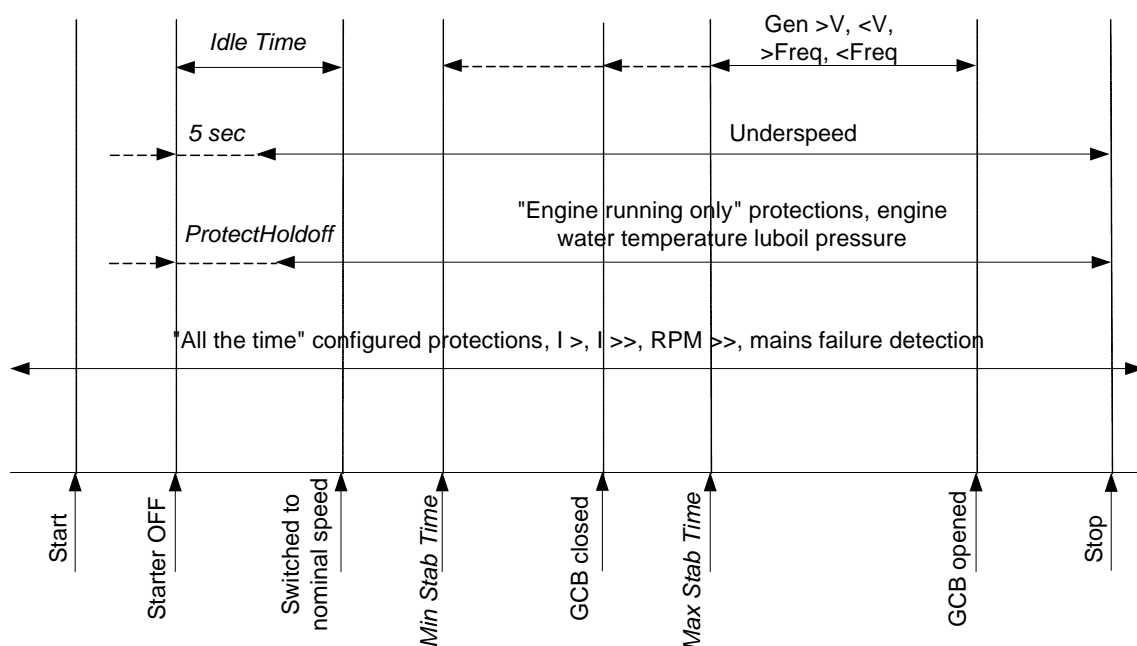 Idle Time
Gen >V, <V,
>Freq, <Freq
5 sec
Underspeed
"Engine running only" protections, engine
water temperature luboil pressure
ProtectHoldoff
"All the time" configured protections, I >, I >>, RPM >>, mains failure detection
Start
Starter OFF
Switched to
nominal speed
Min Stab Time
GCB closed
Max Stab Time
GCB opened
Stop